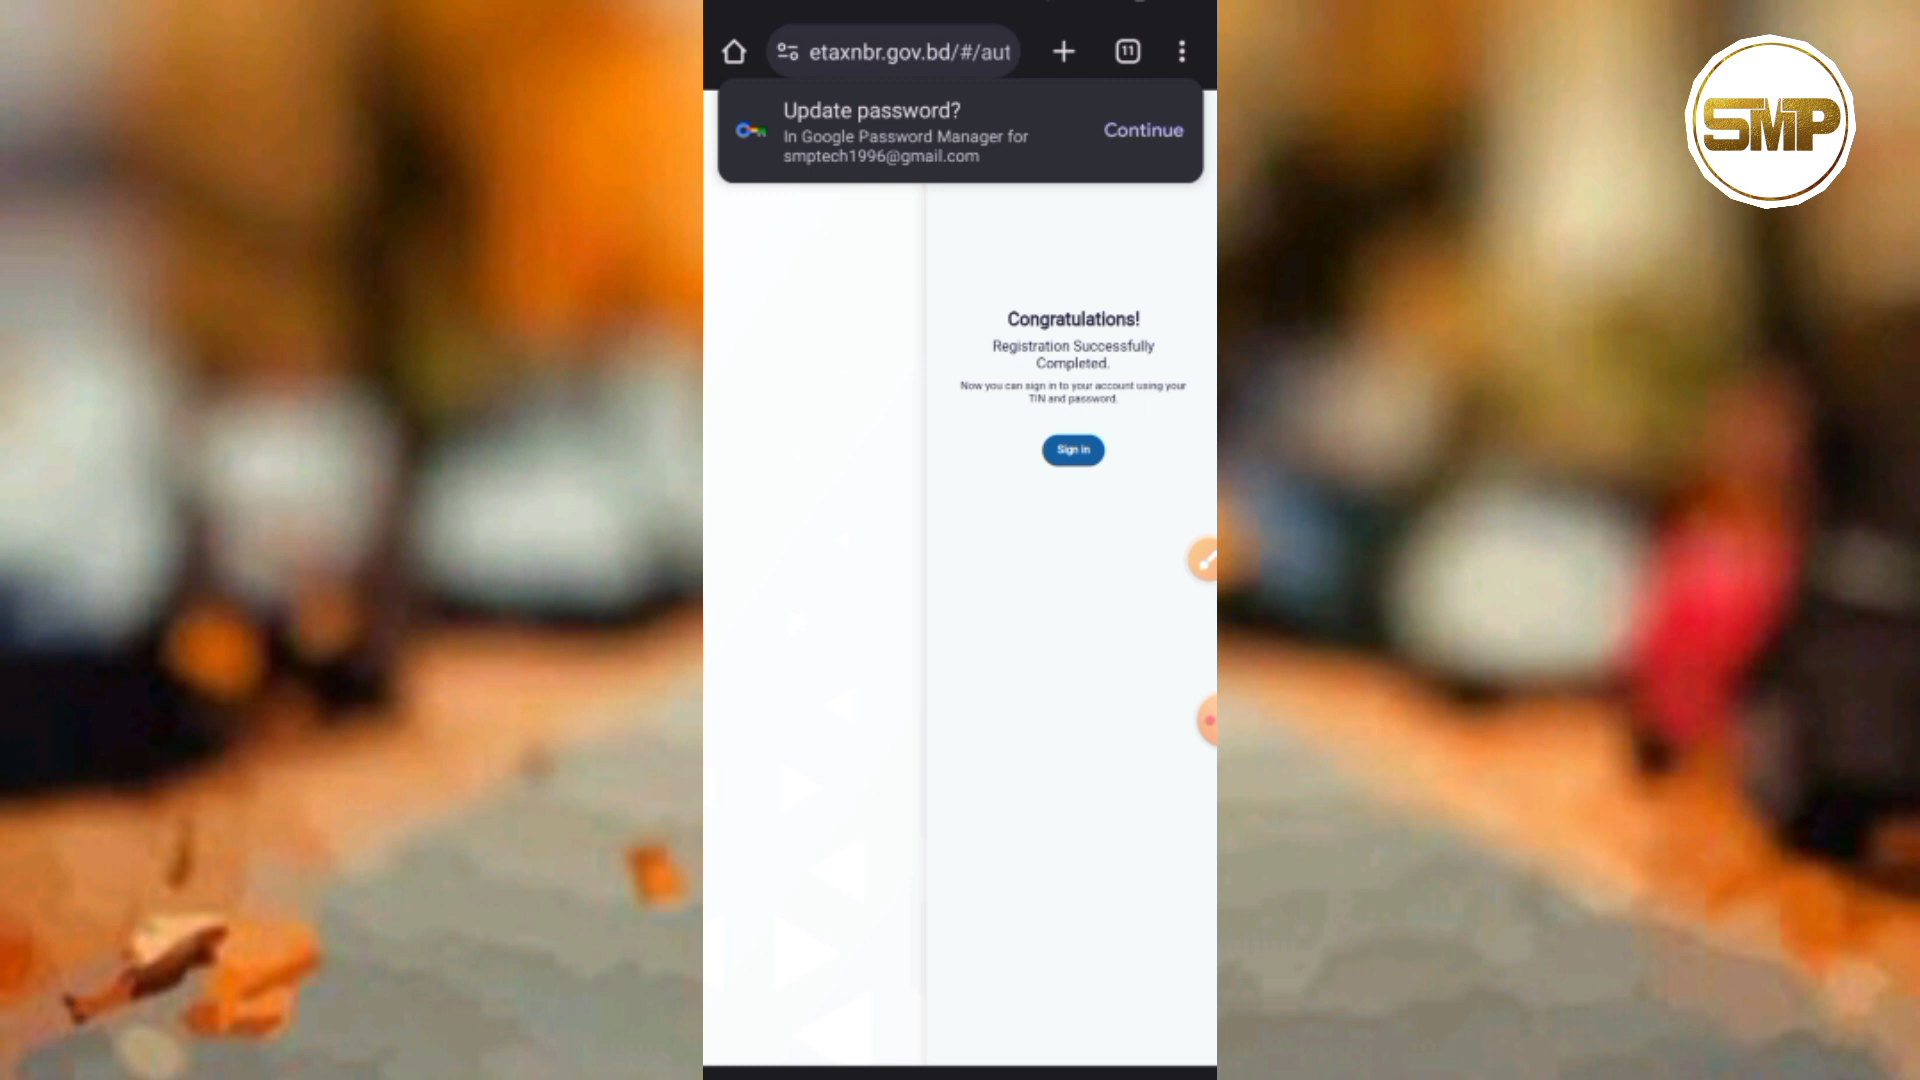 etaxnbr.gov.bd/#/aut
11
SMP
Update password?
In Google Password Manager for
smptech1996@gmail.com
Continue
Congratulations!
Registration Successfully
Completed.
Now you can sign in to your account using your
TIN and password.
Sign in